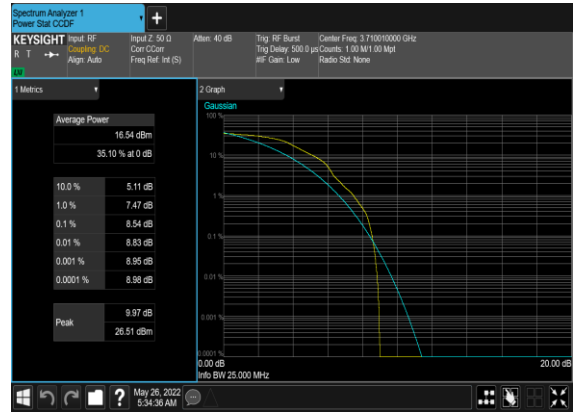 Spectrum Analyzer 1
Power Stat CCDF
KEYSIGHT
R T
LXI
Input: RF
Coupling: DC
Align: Auto
Input Z: 50 Ω
Corr CCorr
Freq Ref: Int (S)
Atten: 40 dB
Trig: RF Burst
Trig Delay: 500.0 µs
#IF Gain: Low
Center Freq: 3.710010000 GHz
Counts: 1.00 M/1.00 Mpt
Radio Std: None
1 Metrics
Average Power
16.54 dBm
35.10 % at 0 dB
10.0 % 5.11 dB
1.0 % 7.47 dB
0.1 % 8.54 dB
0.01 % 8.83 dB
0.001 % 8.95 dB
0.0001 % 8.98 dB
Peak
9.97 dB
26.51 dBm
2 Graph
Gaussian
100 %
10 %
1 %
0.1 %
0.01 %
0.001 %
0.0001 %
0.00 dB
20.00 dB
Info BW 25.000 MHz
?
May 26, 2022
5:34:36 AM